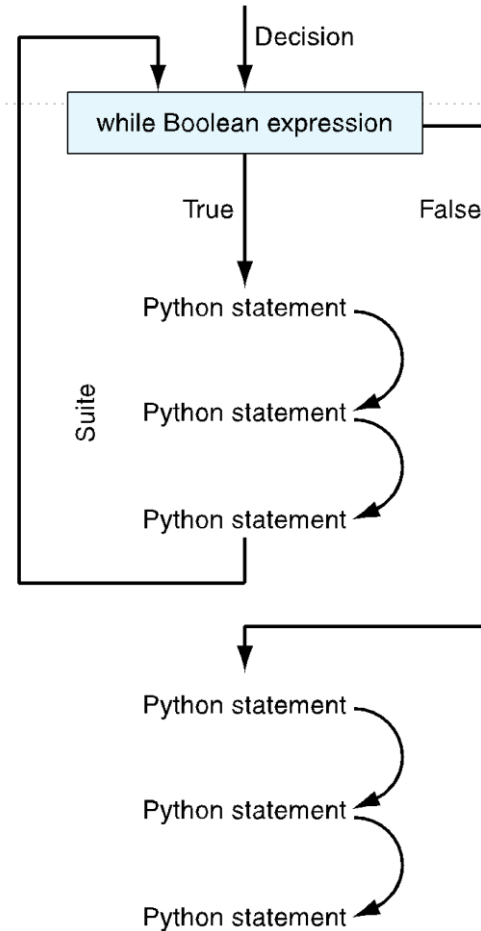 Decision
while Boolean expression
True
False
Python statement
Suite
Python statement
Python statement
Python statement
Python statement
Python statement